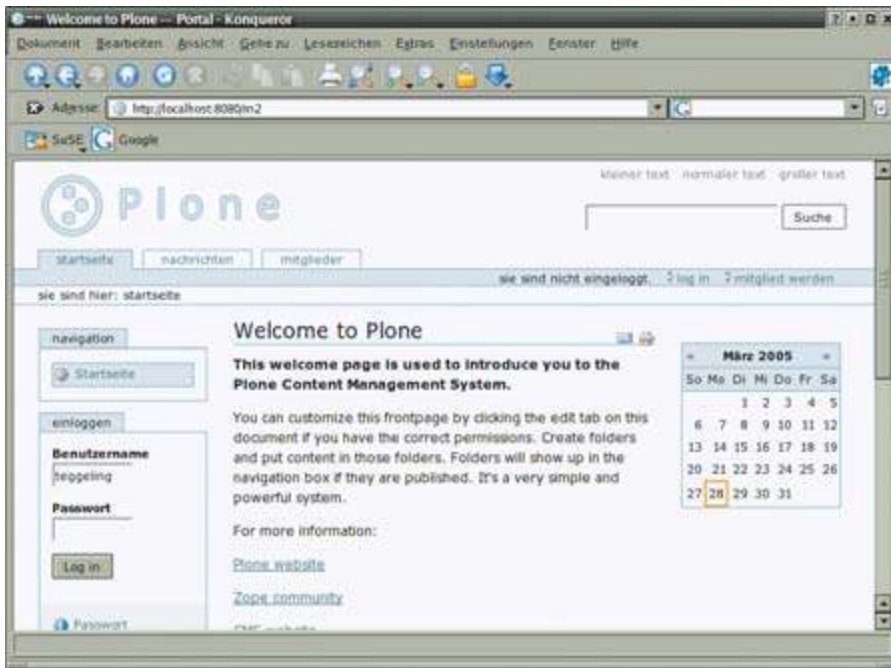 Welcome to Plone — Portal - Konqueror
Dokument Bearbeiten Ansicht Gehe zu Lesezeichen Extras Einstellungen Fenster Hilfe
Adresse: http://localhost:8080/m2
SuSE Google
kleiner text normaler text großer text
Plone
Suche
startseite nachrichten mitglieder
sie sind nicht eingeloggt. log in mitglied werden
sie sind hier: startseite
navigation
Startseite
einloggen
Benutzername
teggeling
Passwort
Log in
Passwort
Welcome to Plone
This welcome page is used to introduce you to the
Plone Content Management System.
You can customize this frontpage by clicking the edit tab on this
document if you have the correct permissions. Create folders
and put content in those folders. Folders will show up in the
navigation box if they are published. It's a very simple and
powerful system.
For more information:
Plone website
Zope community
CMF website
« März 2005 »
So Mo Di Mi Do Fr Sa
1 2 3 4 5
6 7 8 9 10 11 12
13 14 15 16 17 18 19
20 21 22 23 24 25 26
27 28 29 30 31